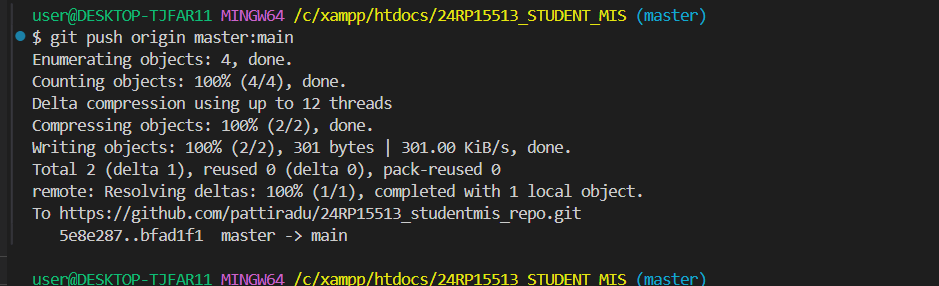 user@DESKTOP-TJFAR11 MINGW64 /c/xampp/htdocs/24RP15513_STUDENT_MIS (master)
$ git push origin master:main
Enumerating objects: 4, done.
Counting objects: 100% (4/4), done.
Delta compression using up to 12 threads
Compressing objects: 100% (2/2), done.
Writing objects: 100% (2/2), 301 bytes | 301.00 KiB/s, done.
Total 2 (delta 1), reused 0 (delta 0), pack-reused 0
remote: Resolving deltas: 100% (1/1), completed with 1 local object.
To https://github.com/pattiradu/24RP15513_studentmis_repo.git
   5e8e287..bfad1f1  master -> main
user@DESKTOP-TJFAR11 MINGW64 /c/xampp/htdocs/24RP15513_STUDENT_MIS (master)